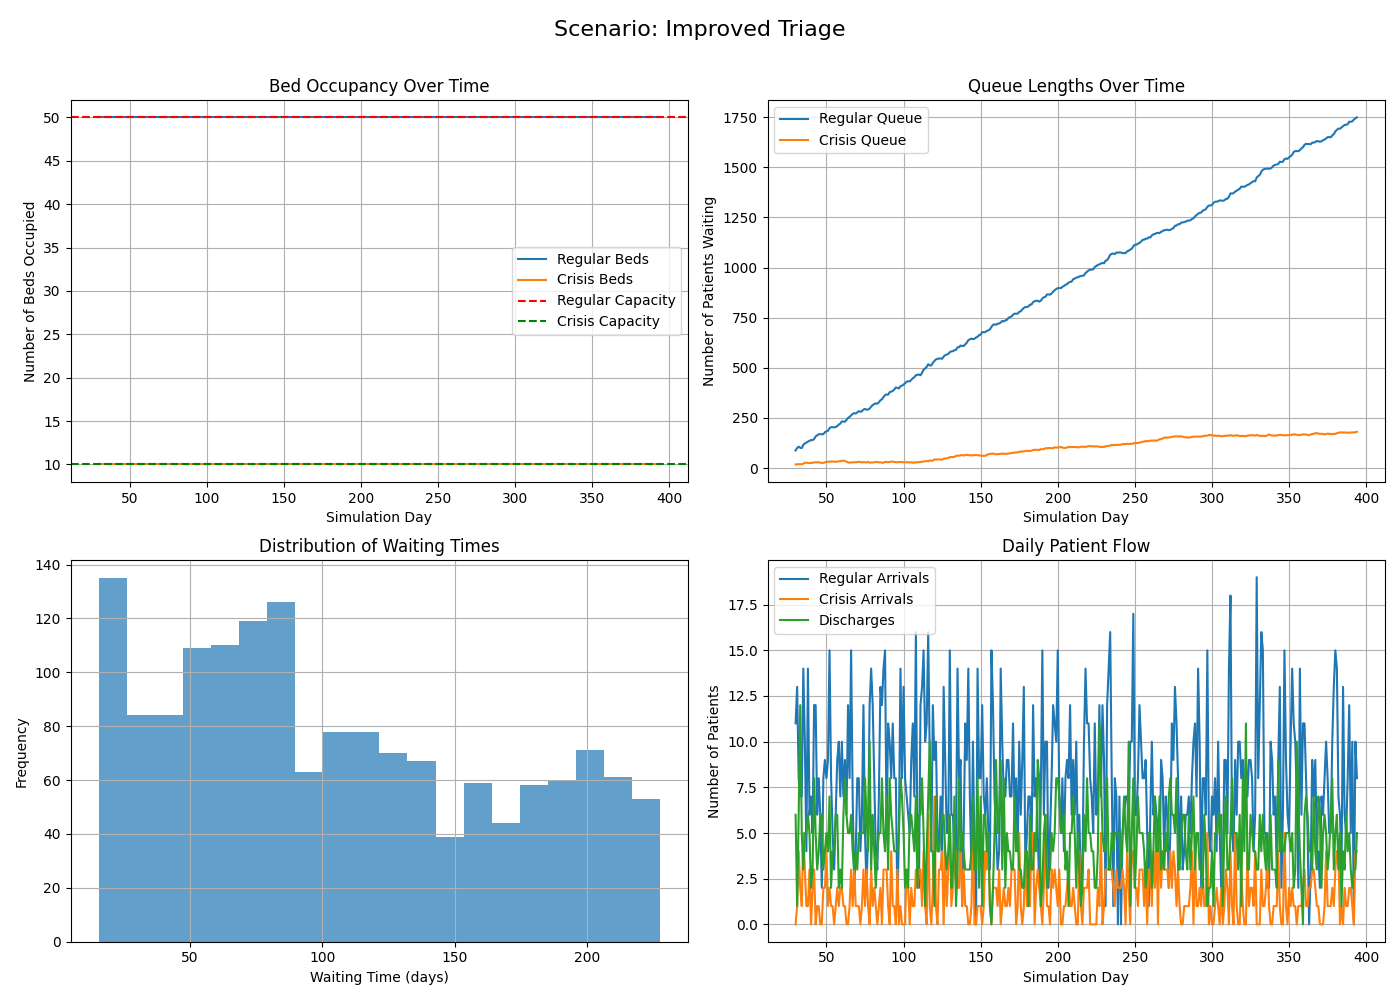 Scenario: Improved Triage
Bed Occupancy Over Time
Number of Beds Occupied
50
45
40
35
30
25
20
15
10
Regular Beds
Crisis Beds
Regular Capacity
Crisis Capacity
50 100 150 200 250 300 350 400
Simulation Day
Queue Lengths Over Time
Number of Patients Waiting
1750
1500
1250
1000
750
500
250
0
Regular Queue
Crisis Queue
50 100 150 200 250 300 350 400
Simulation Day
Distribution of Waiting Times
Frequency
140
120
100
80
60
40
20
0
50 100 150 200
Waiting Time (days)
Daily Patient Flow
Number of Patients
17.5
15.0
12.5
10.0
7.5
5.0
2.5
0.0
Regular Arrivals
Crisis Arrivals
Discharges
50 100 150 200 250 300 350 400
Simulation Day